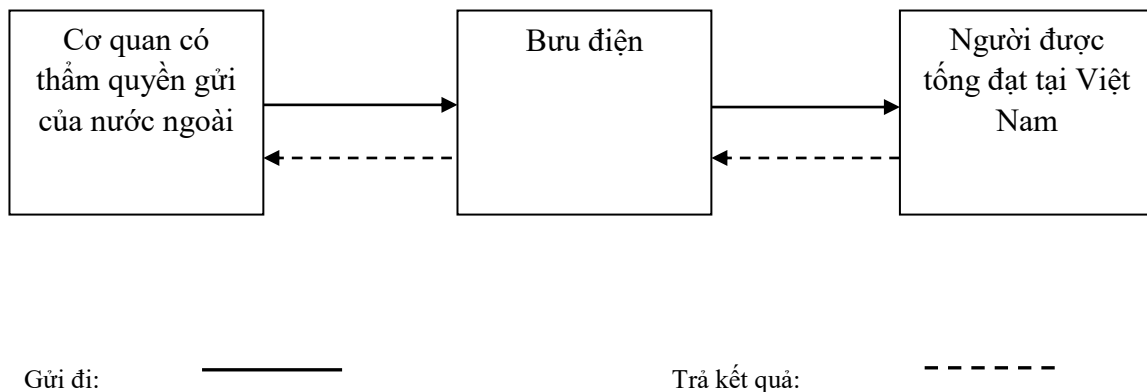 Cơ quan có
thẩm quyền gửi
của nước ngoài
Bưu điện
Người được
tống đạt tại Việt
Nam
Gửi đi:
Trả kết quả: